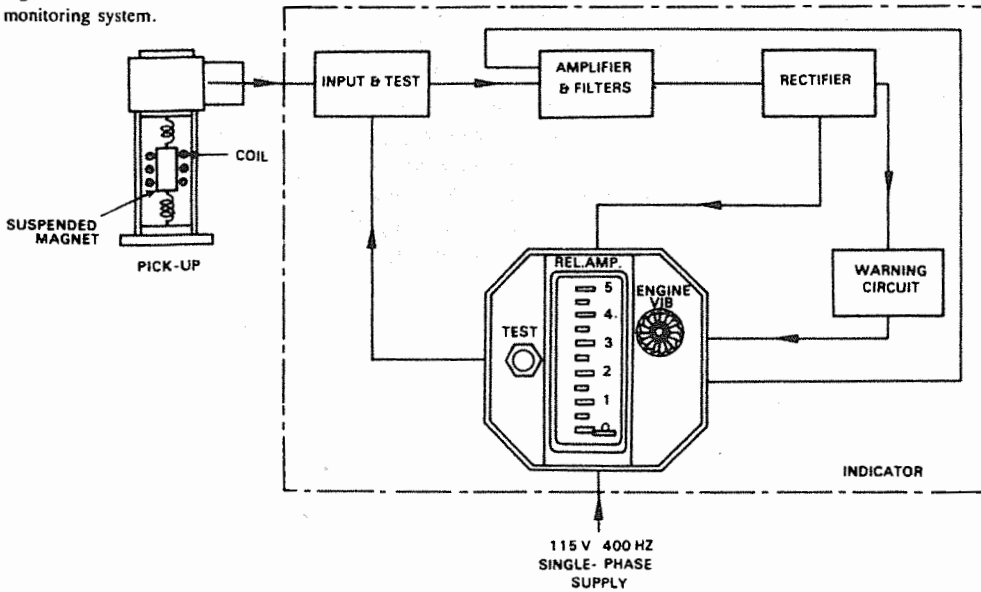 monitoring system.
INPUT & TEST
AMPLIFIER
& FILTERS
RECTIFIER
COIL
SUSPENDED
MAGNET
PICK-UP
WARNING
CIRCUIT
REL.AMP.
ENGINE
VIB
TEST
5
4.
3
2
1
0
INDICATOR
115 V 400 HZ
SINGLE- PHASE
SUPPLY